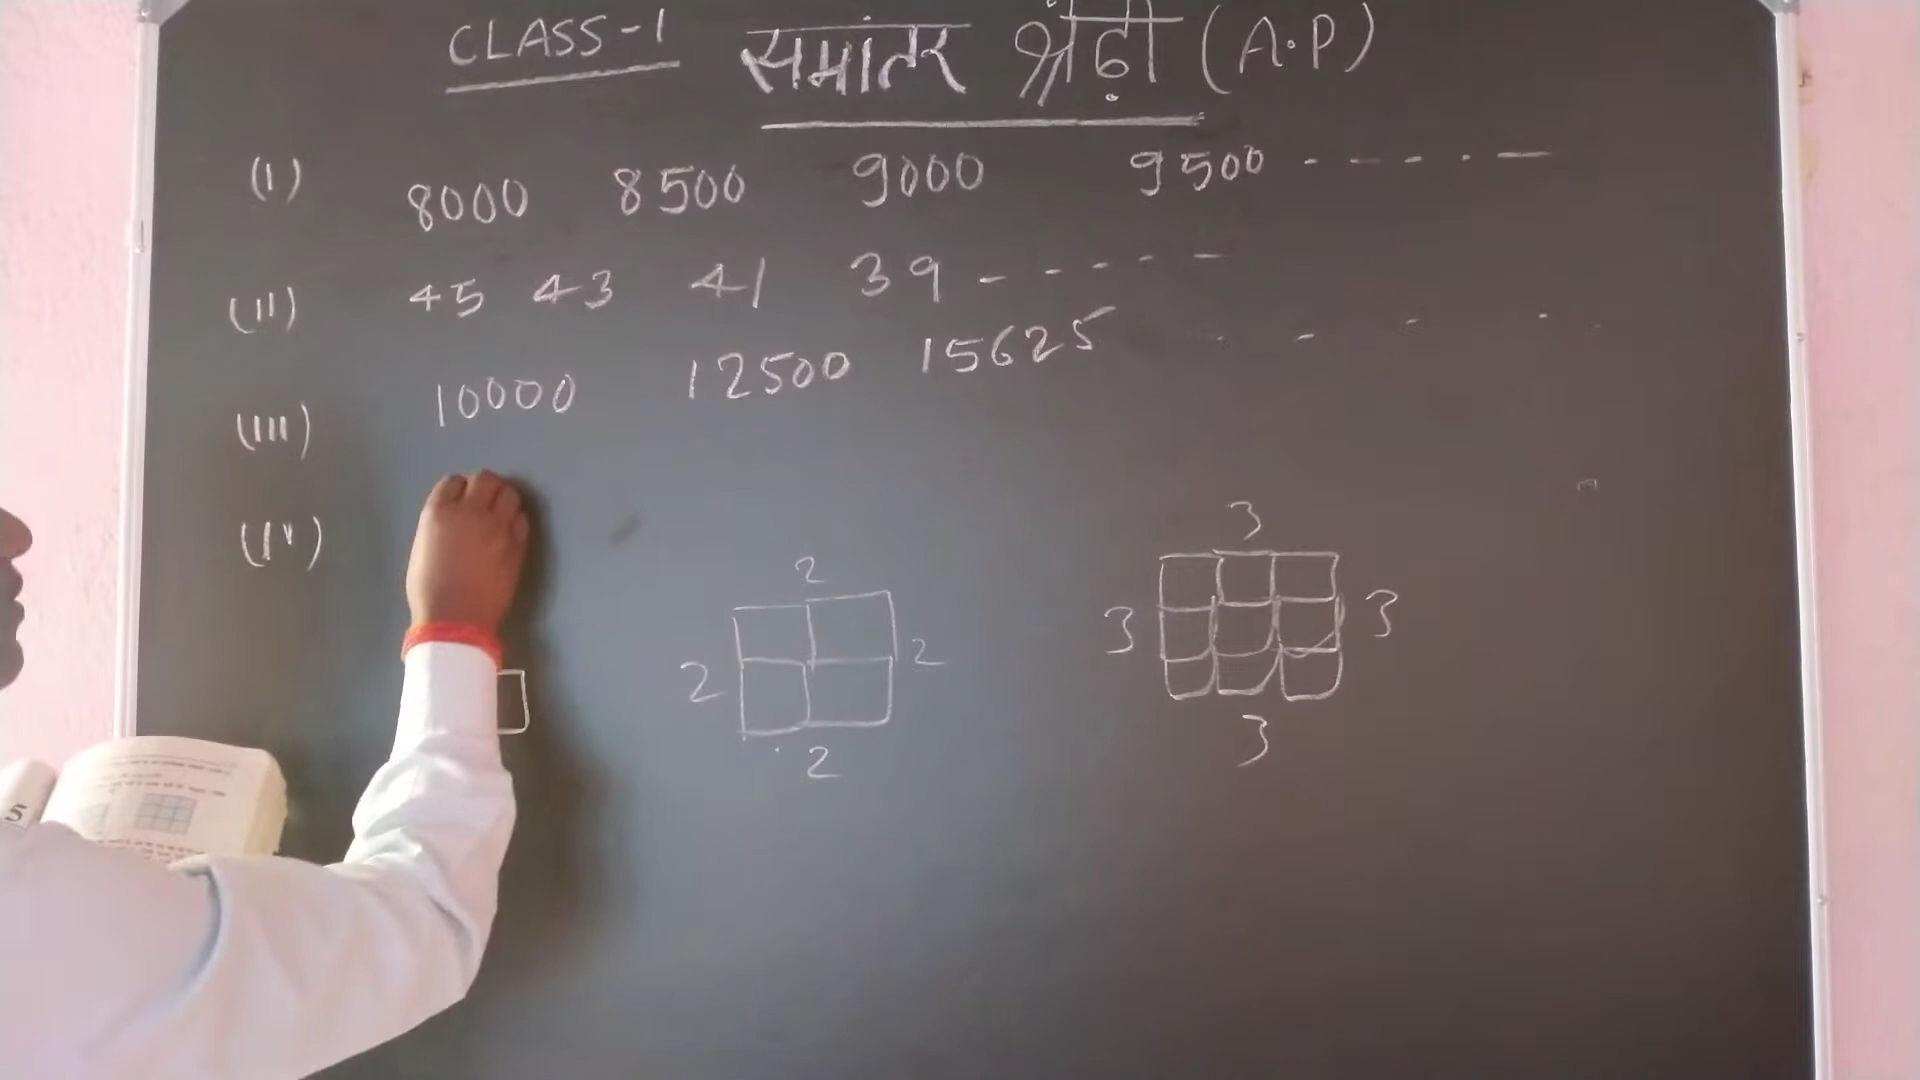 CLASS-1 समांतर श्रेढ़ी (A.P)
(I) 8000 8500 9000 9500 - - - - -
(II) 45 43 41 39 - - - - -
(III) 10000 12500 15625 - - - - -
(IV)
2 3
2 2 3 3
2 3
5